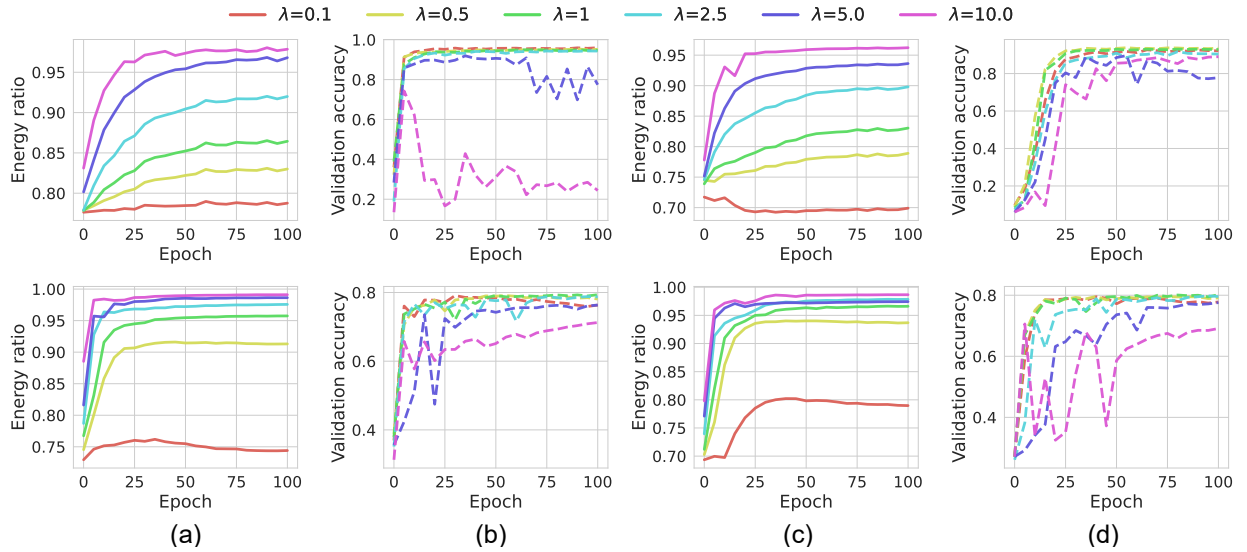 λ=0.1 λ=0.5 λ=1 λ=2.5 λ=5.0 λ=10.0
Energy ratio
0.95
0.90
0.85
0.80
0 25 50 75 100
Epoch
Validation accuracy
1.0
0.8
0.6
0.4
0.2
0 25 50 75 100
Epoch
Energy ratio
0.95
0.90
0.85
0.80
0.75
0.70
0 25 50 75 100
Epoch
Validation accuracy
0.8
0.6
0.4
0.2
0 25 50 75 100
Epoch
Energy ratio
1.00
0.95
0.90
0.85
0.80
0.75
0 25 50 75 100
Epoch
Validation accuracy
0.8
0.6
0.4
0 25 50 75 100
Epoch
Energy ratio
1.00
0.95
0.90
0.85
0.80
0.75
0.70
0 25 50 75 100
Epoch
Validation accuracy
0.8
0.6
0.4
0 25 50 75 100
Epoch
(a) (b) (c) (d)